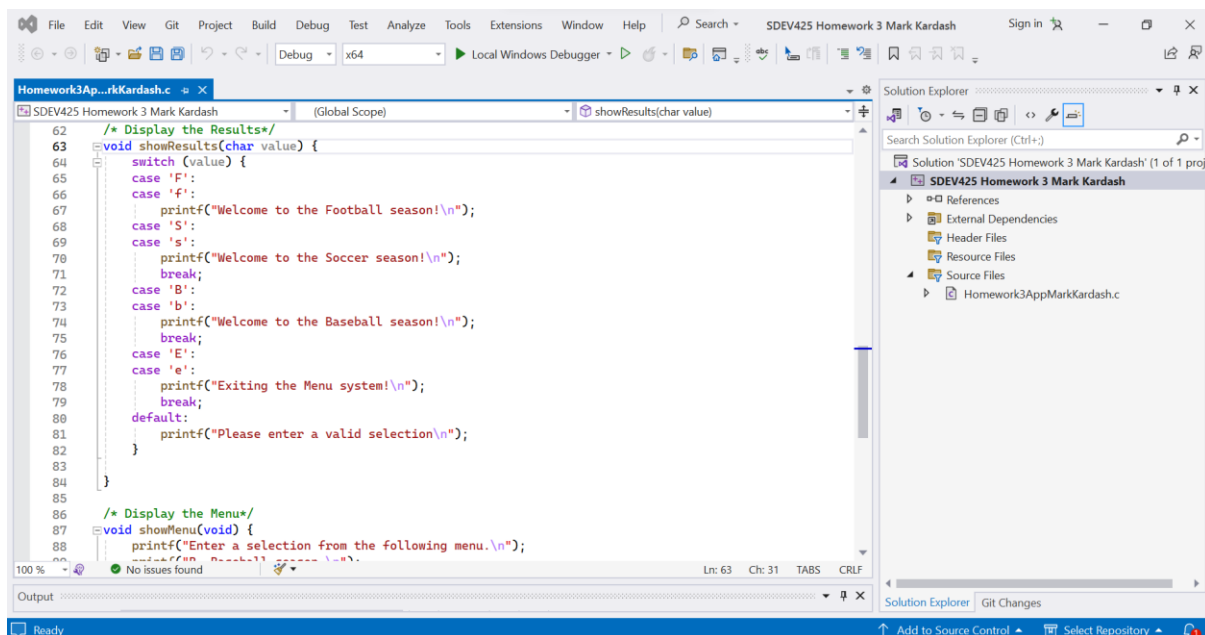 File Edit View Git Project Build Debug Test Analyze Tools Extensions Window Help Search SDEV425 Homework 3 Mark Kardash Sign in
Debug x64 Local Windows Debugger
Homework3Ap...rkKardash.c
SDEV425 Homework 3 Mark Kardash (Global Scope) showResults(char value)
62 /* Display the Results*/
63 void showResults(char value) {
64 switch (value) {
65 case 'F':
66 case 'f':
67 printf("Welcome to the Football season!\n");
68 case 'S':
69 case 's':
70 printf("Welcome to the Soccer season!\n");
71 break;
72 case 'B':
73 case 'b':
74 printf("Welcome to the Baseball season!\n");
75 break;
76 case 'E':
77 case 'e':
78 printf("Exiting the Menu system!\n");
79 break;
80 default:
81 printf("Please enter a valid selection\n");
82 }
83
84 }
85
86 /* Display the Menu*/
87 void showMenu(void) {
88 printf("Enter a selection from the following menu.\n");
100 % No issues found Ln: 63 Ch: 31 TABS CRLF
Output
Solution Explorer
Search Solution Explorer (Ctrl+;)
Solution 'SDEV425 Homework 3 Mark Kardash' (1 of 1 proj
SDEV425 Homework 3 Mark Kardash
References
External Dependencies
Header Files
Resource Files
Source Files
Homework3AppMarkKardash.c
Solution Explorer Git Changes
Ready Add to Source Control Select Repository